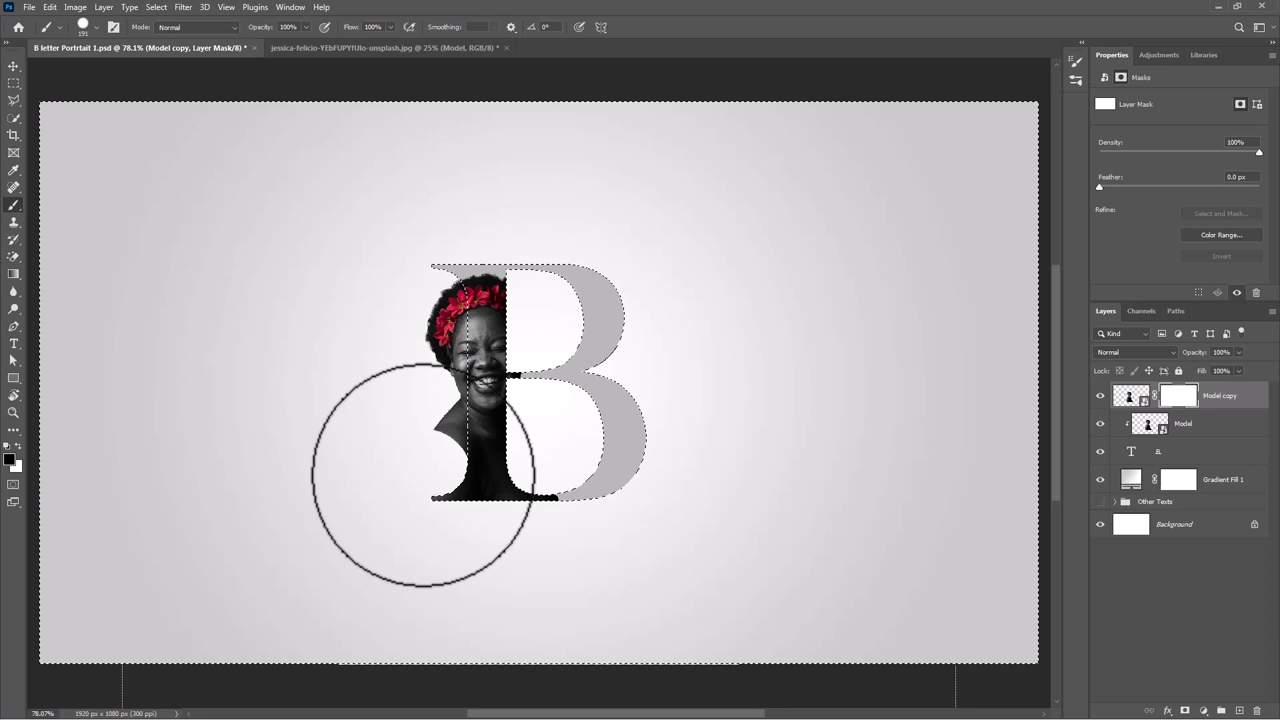 Ps File Edit Image Layer Type Select Filter 3D View Plugins Window Help
191 Mode: Normal Opacity: 100% Flow: 100% Smoothing: 0°
B letter Portrtait 1.psd @ 78.1% (Model copy, Layer Mask/8) * × jessica-felicio-YEbFUPYfUIo-unsplash.jpg @ 25% (Model, RGB/8) * ×
Properties Adjustments Libraries
Masks
Layer Mask
Density: 100%
Feather: 0.0 px
Refine: Select and Mask...
Color Range...
Invert
B
Layers Channels Paths
Kind
Normal Opacity: 100%
Lock: Fill: 100%
Model copy
Model
T B
Gradient Fill 1
Other Texts
Background
78.07% 1920 px x 1080 px (300 ppi)